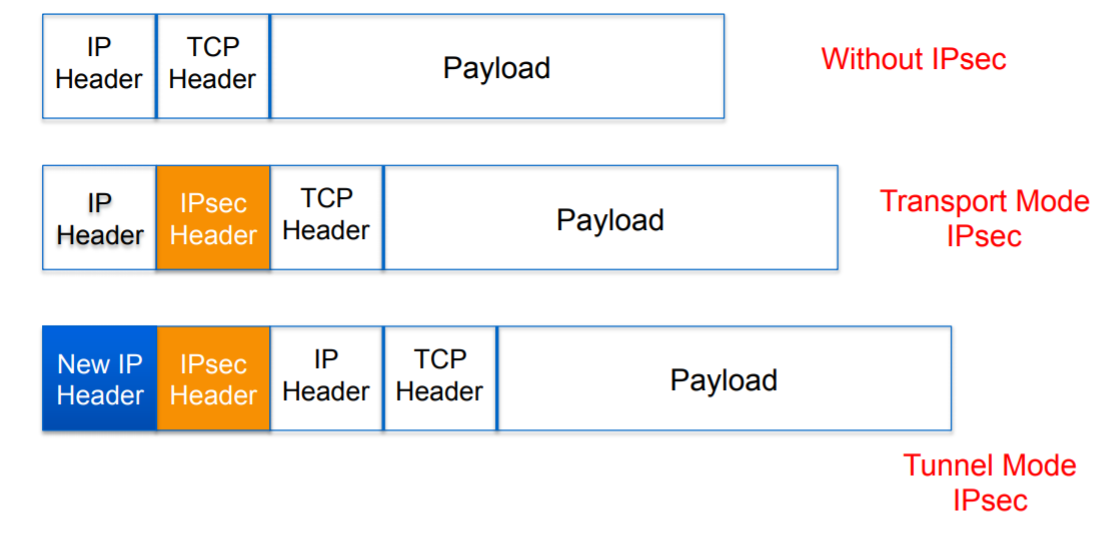 IP
Header
TCP
Header
Payload
Without IPsec
IP
Header
IPsec
Header
TCP
Header
Payload
Transport Mode
IPsec
New IP
Header
IPsec
Header
IP
Header
TCP
Header
Payload
Tunnel Mode
IPsec